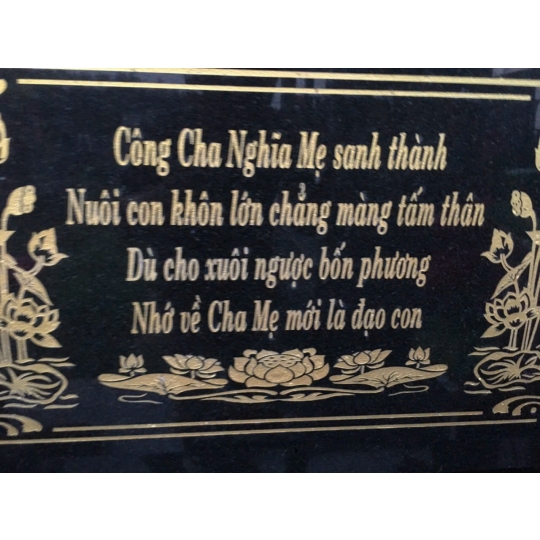 Công Cha Nghĩa Mẹ sanh thành
Nuôi con khôn lớn chẳng màng tấm thân
Dù cho xuôi ngược bốn phương
Nhớ về Cha Mẹ mới là đạo con